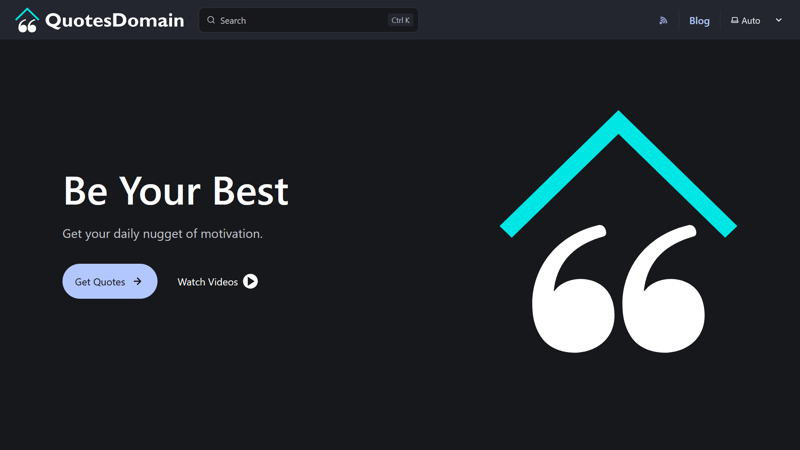 QuotesDomain
Search
Ctrl K
Blog
Auto
Be Your Best
Get your daily nugget of motivation.
Get Quotes
Watch Videos